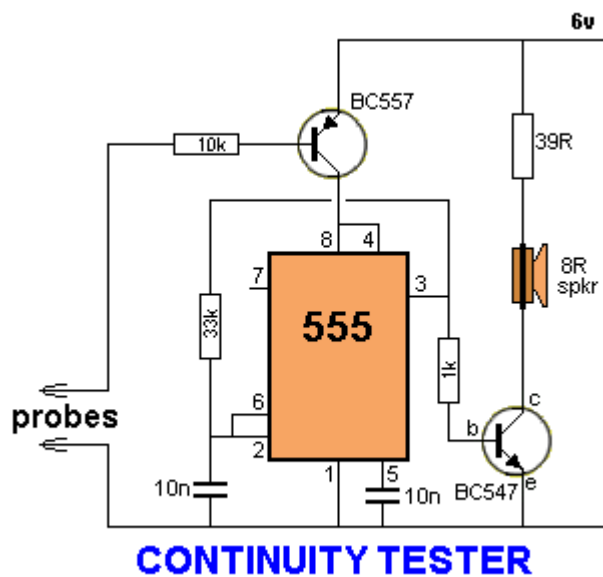 6v
BC557
10k
39R
8 4
7
3
8R
spkr
33k
555
1k
probes
6
2
c
b
1
5
10n
10n
BC547
e
CONTINUITY TESTER